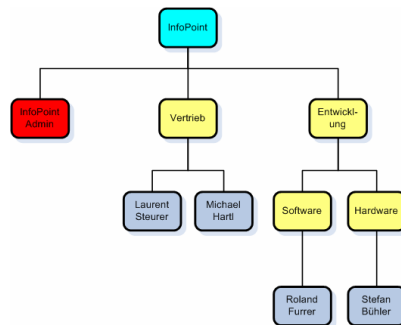 InfoPoint
InfoPoint
Admin
Vertrieb
Entwickl-
ung
Laurent
Steurer
Michael
Hartl
Software
Hardware
Roland
Furrer
Stefan
Bühler